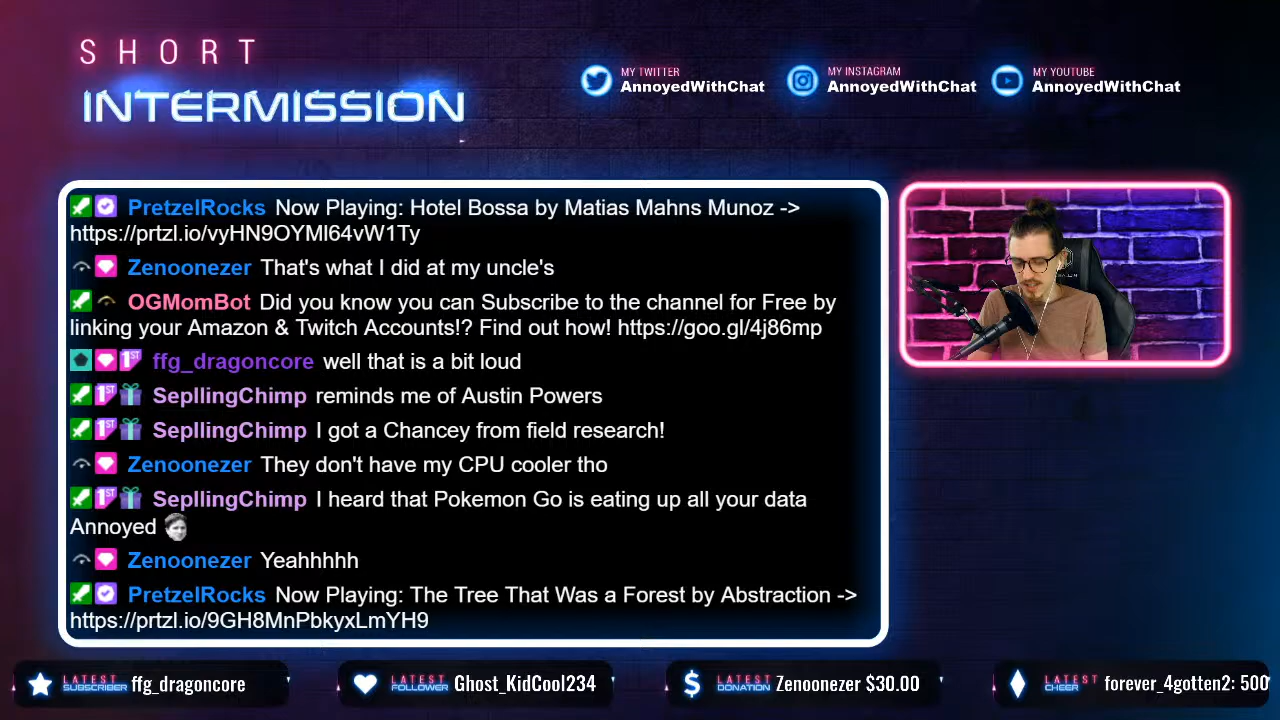 SHORT
INTERMISSION
MY TWITTER
AnnoyedWithChat
MY INSTAGRAM
AnnoyedWithChat
MY YOUTUBE
AnnoyedWithChat
1ST PretzelRocks Now Playing: Hotel Bossa by Matias Mahns Munoz ->
https://prtzl.io/vyHN9OYMl64vW1Ty
Zenoonezer That's what I did at my uncle's
OGMomBot Did you know you can Subscribe to the channel for Free by
linking your Amazon & Twitch Accounts!? Find out how! https://goo.gl/4j86mp
1ST ffg_dragoncore well that is a bit loud
1ST SepllingChimp reminds me of Austin Powers
1ST SepllingChimp I got a Chancey from field research!
Zenoonezer They don't have my CPU cooler tho
1ST SepllingChimp I heard that Pokemon Go is eating up all your data
Annoyed
Zenoonezer Yeahhhhh
PretzelRocks Now Playing: The Tree That Was a Forest by Abstraction ->
https://prtzl.io/9GH8MnPbkyxLmYH9
LATEST SUBSCRIBER ffg_dragoncore
LATEST FOLLOWER Ghost_KidCool234
LATEST DONATION Zenoonezer $30.00
LATEST CHEER forever_4gotten2: 500